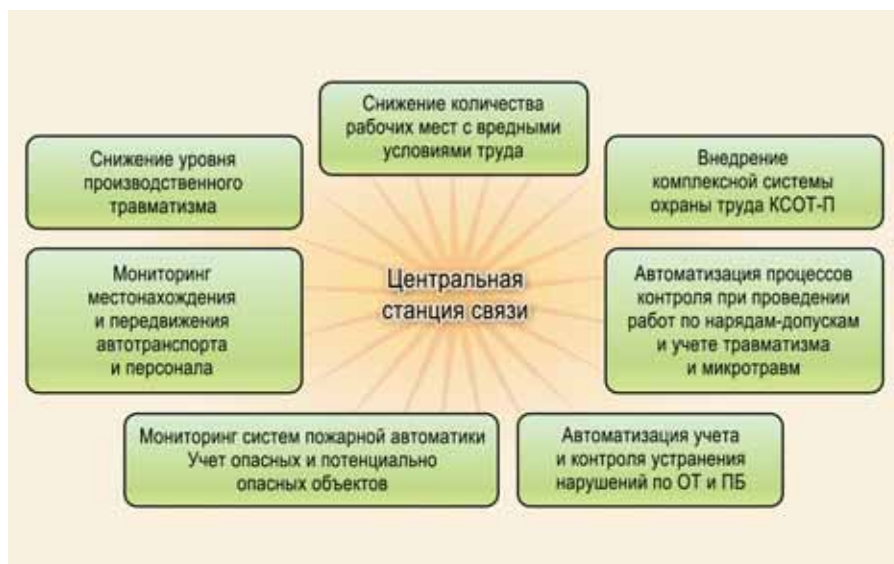 Снижение количества
рабочих мест с вредными
условиями труда
Снижение уровня
производственного
травматизма
Внедрение
комплексной системы
охраны труда КСОТ-П
Центральная
станция связи
Мониторинг
местонахождения
и передвижения
автотранспорта
и персонала
Автоматизация процессов
контроля при проведении
работ по нарядам-допускам
и учете травматизма
и микротравм
Мониторинг систем пожарной автоматики
Учет опасных и потенциально
опасных объектов
Автоматизация учета
и контроля устранения
нарушений по ОТ и ПБ